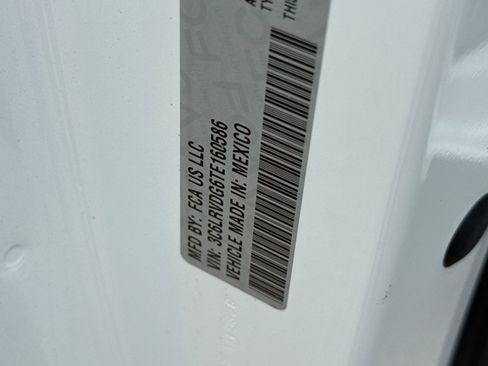 MFD BY: FCA US LLC
VIN: 3C6LRVDG6TE160586
VEHICLE MADE IN: MEXICO